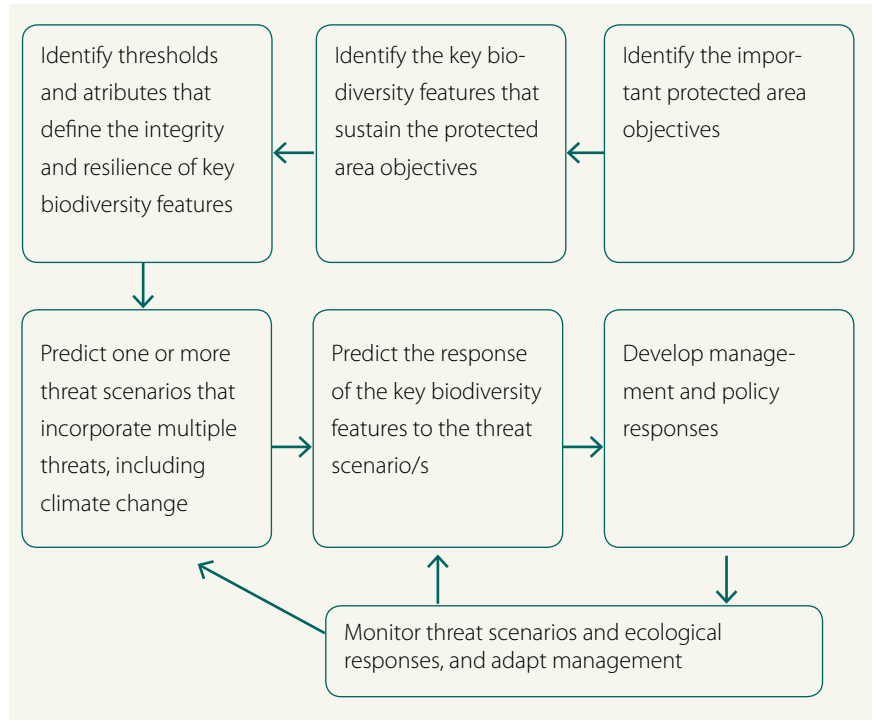 Identify thresholds
and atributes that
define the integrity
and resilience of key
biodiversity features
Identify the key bio-
diversity features that
sustain the protected
area objectives
Identify the impor-
tant protected area
objectives
Predict one or more
threat scenarios that
incorporate multiple
threats, including
climate change
Predict the response
of the key biodiversity
features to the threat
scenario/s
Develop manage-
ment and policy
responses
Monitor threat scenarios and ecological
responses, and adapt management